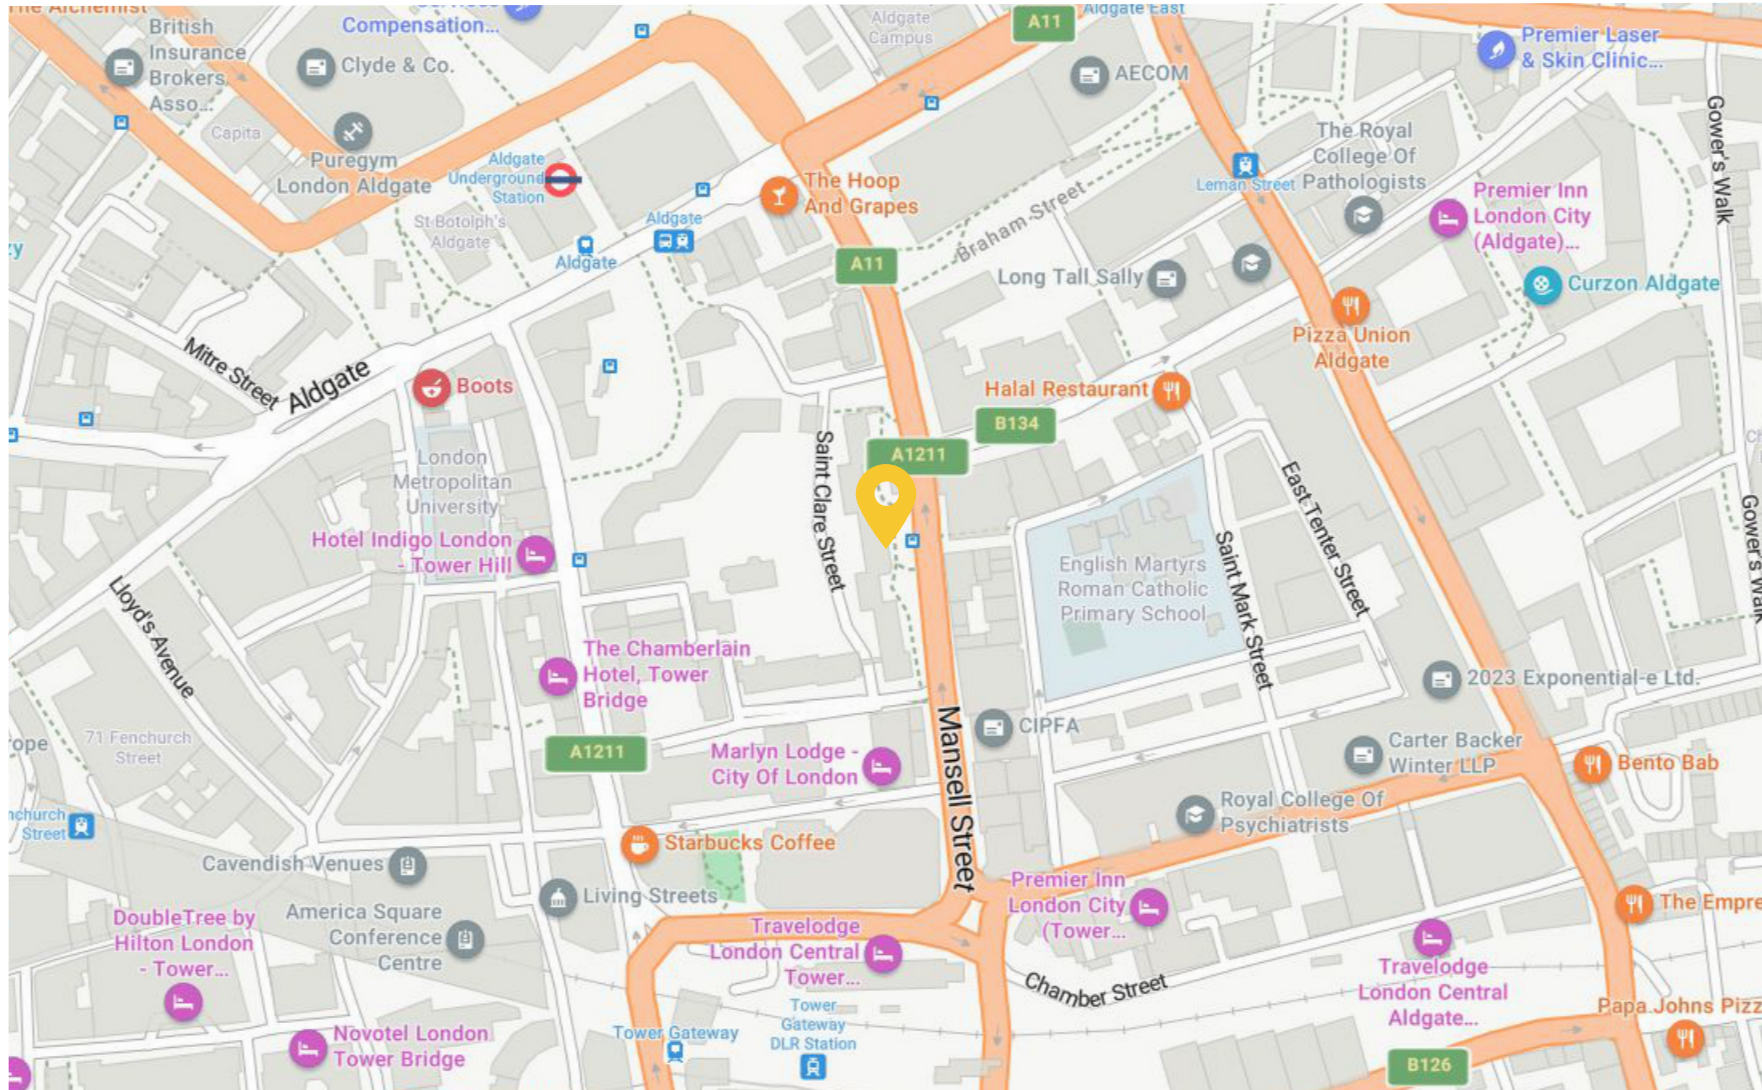 The Alchemist
Compensation...
Aldgate
Campus
A11
Aldgate East
British
Insurance
Brokers
Asso...
Clyde & Co.
AECOM
Premier Laser
& Skin Clinic...
Capita
Puregym
London Aldgate
Aldgate
Underground
Station
The Royal
College Of
Pathologists
Leman Street
Gower's Walk
The Hoop
And Grapes
Premier Inn
London City
(Aldgate)...
St Botolph's
Aldgate
Aldgate
Aldgate
Braham Street
A11
Long Tall Sally
Curzon Aldgate
Pizza Union
Aldgate
Mitre Street
Aldgate
Boots
Halal Restaurant
B134
A1211
London
Metropolitan
University
Saint Clare Street
East Tenter Street
Gower's Walk
Hotel Indigo London
- Tower Hill
English Martyrs
Roman Catholic
Primary School
Saint Mark Street
Lloyd's Avenue
The Chamberlain
Hotel, Tower
Bridge
2023 Exponential-e Ltd.
71 Fenchurch
Street
A1211
Marlyn Lodge -
City Of London
Mansell Street
CIPFA
Carter Backer
Winter LLP
Bento Bab
Royal College Of
Psychiatrists
Street
Starbucks Coffee
Cavendish Venues
Living Streets
Premier Inn
London City
(Tower...
The Empre
DoubleTree by
Hilton London
- Tower...
America Square
Conference
Centre
Travelodge
London Central
Tower...
Chamber Street
Travelodge
London Central
Aldgate...
Tower
Gateway
DLR Station
Tower Gateway
Novotel London
Tower Bridge
Papa Johns Pizz
B126